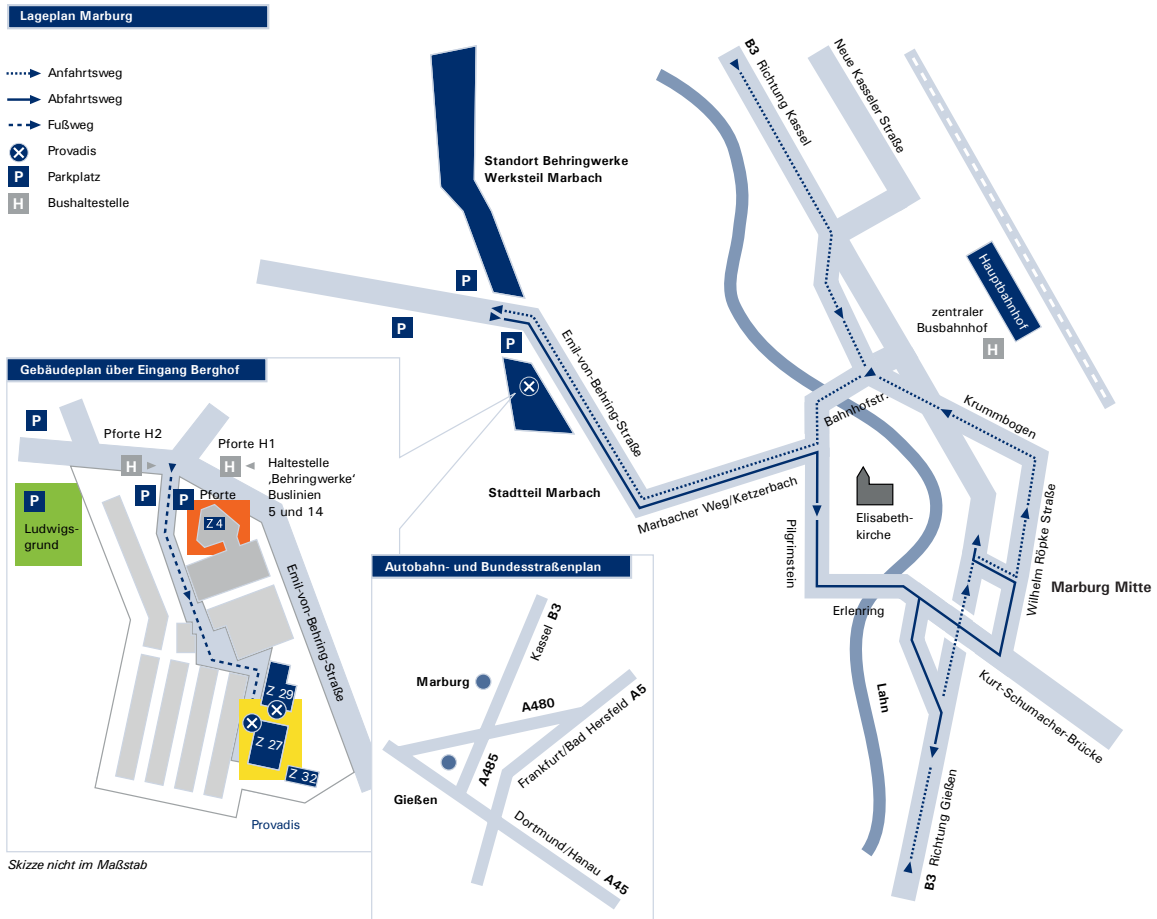 Lageplan Marburg
Anfahrtsweg
Abfahrtsweg
Fußweg
Provadis
P
Parkplatz
H
Bushaltestelle
Standort Behringwerke
Werksteil Marbach
B3 Richtung Kassel
Neue Kasseler Straße
Hauptbahnhof
zentraler
Busbahnhof
H
P
P
P
Emil-von-Behring-Straße
Stadtteil Marbach
Marbacher Weg/Ketzerbach
Bahnhofstr.
Krummbogen
Pilgrimstein
Elisabeth-
kirche
Wilhelm Röpke Straße
Marburg Mitte
Erlenring
Lahn
Kurt-Schumacher-Brücke
B3 Richtung Gießen
Gebäudeplan über Eingang Berghof
P
Pforte H2
Pforte H1
H
H
Haltestelle
‚Behringwerke‘
Buslinien
5 und 14
P
Ludwigs-
grund
P
P
Pforte
Z 4
Emil-von-Behring-Straße
Z 29
Z 27
Z 32
Provadis
Skizze nicht im Maßstab
Autobahn- und Bundesstraßenplan
Kassel B3
Marburg
A480
A485
Frankfurt/Bad Hersfeld A5
Gießen
Dortmund/Hanau A45